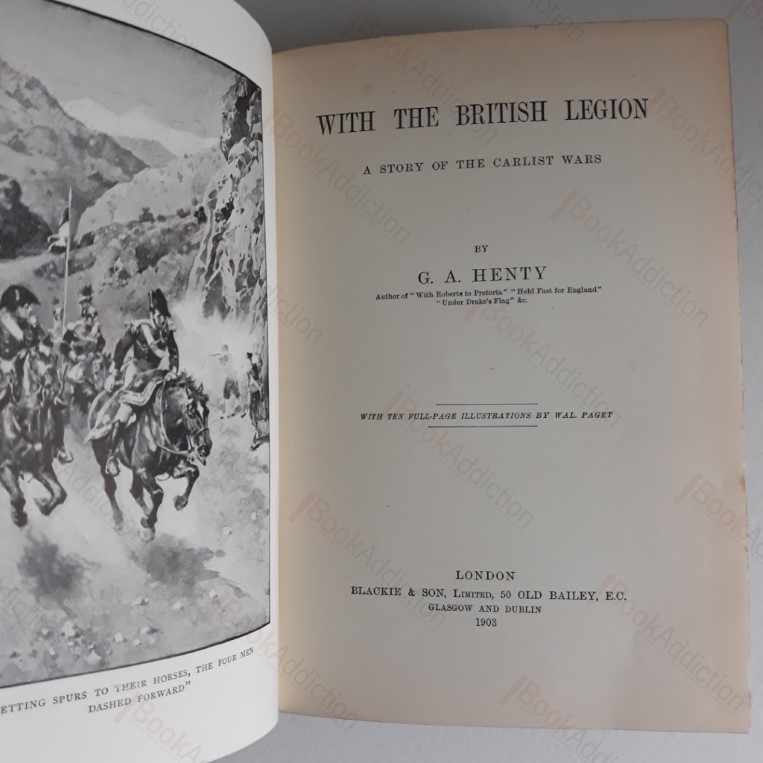 ETTING SPURS TO THEIR HORSES, THE FOUR MEN
DASHED FORWARD"
WITH THE BRITISH LEGION
A STORY OF THE CARLIST WARS
BY
G. A. HENTY
Author of "With Roberts to Pretoria" "Held Fast for England"
"Under Drake's Flag" &c.
WITH TEN FULL-PAGE ILLUSTRATIONS BY WAL. PAGET
LONDON
BLACKIE & SON, LIMITED, 50 OLD BAILEY, E.C.
GLASGOW AND DUBLIN
1903
BookAddiction